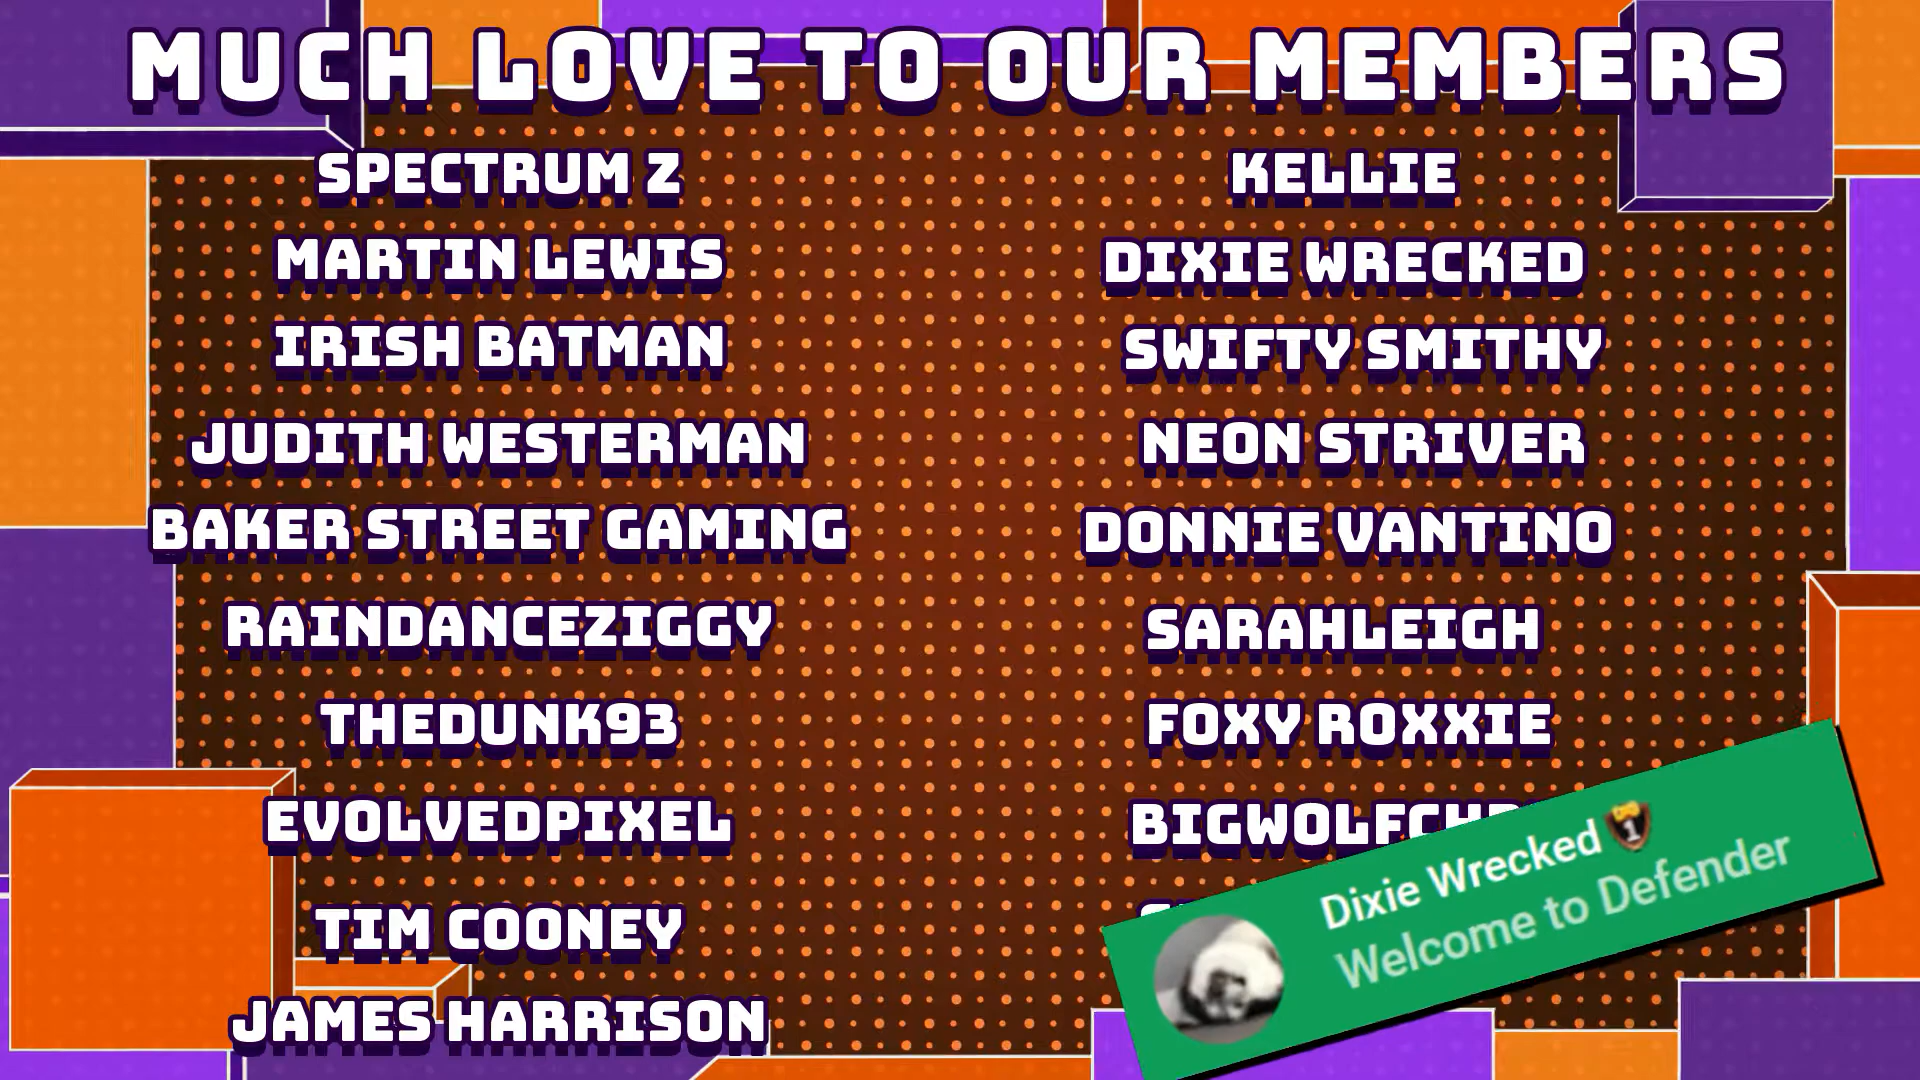 MUCH LOVE TO OUR MEMBERS
SPECTRUM Z
MARTIN LEWIS
IRISH BATMAN
JUDITH WESTERMAN
BAKER STREET GAMING
RAINDANCEZIGGY
THEDUNK93
EVOLVEDPIXEL
TIM COONEY
JAMES HARRISON
KELLIE
DIXIE WRECKED
SWIFTY SMITHY
NEON STRIVER
DONNIE VANTINO
SARAHLEIGH
FOXY ROXXIE
Dixie Wrecked 1
Welcome to Defender